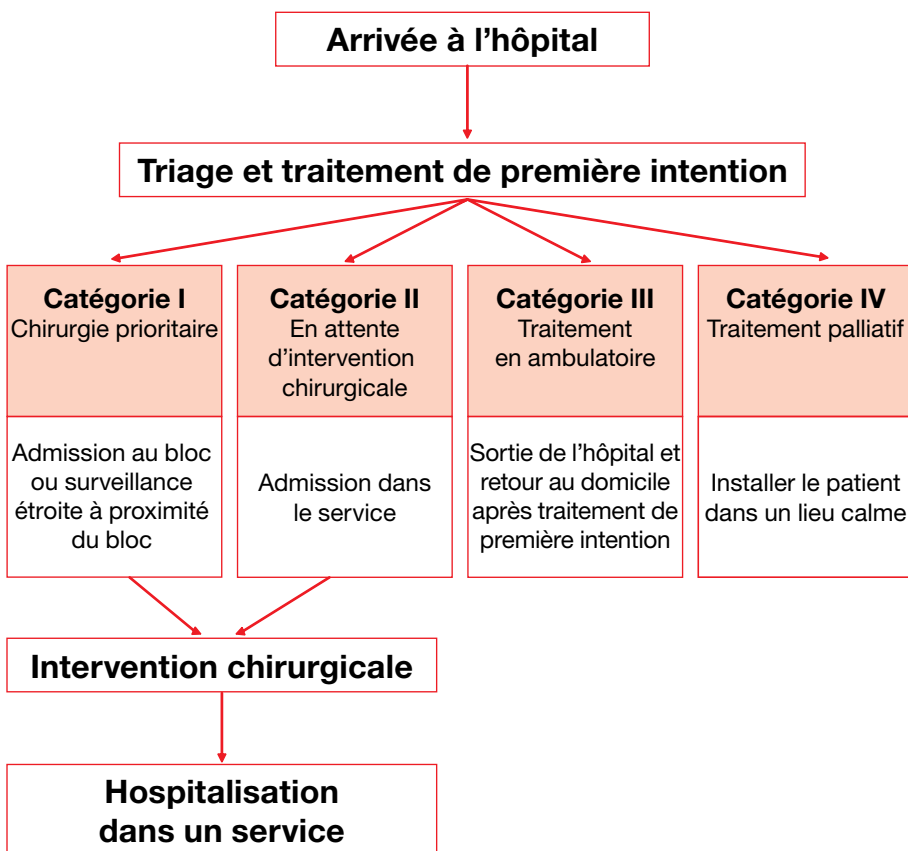 Arrivée à l’hôpital
Triage et traitement de première intention
Catégorie I
Chirurgie prioritaire
Admission au bloc
ou surveillance
étroite à proximité
du bloc
Catégorie II
En attente
d’intervention
chirurgicale
Admission dans
le service
Catégorie III
Traitement
en ambulatoire
Sortie de l’hôpital et
retour au domicile
après traitement de
première intention
Catégorie IV
Traitement palliatif
Installer le patient
dans un lieu calme
Intervention chirurgicale
Hospitalisation
dans un service